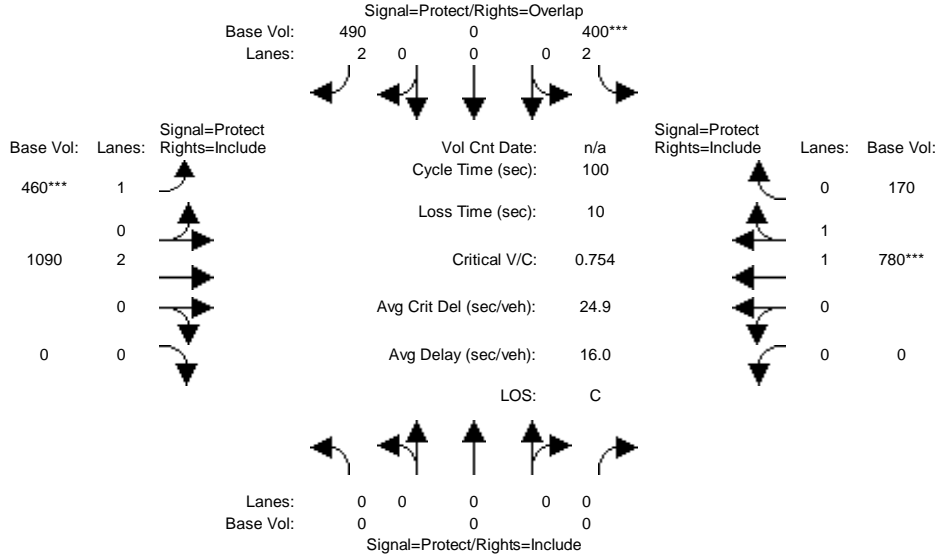 Signal=Protect/Rights=Overlap
Base Vol: 490 0 400***
Lanes: 2 0 0 0 2
Signal=Protect Signal=Protect
Base Vol: Lanes: Rights=Include Vol Cnt Date: n/a Rights=Include Lanes: Base Vol:
Cycle Time (sec): 100
460*** 1 0 170
Loss Time (sec): 10
0 1
1090 2 Critical V/C: 0.754 1 780***
0 Avg Crit Del (sec/veh): 24.9 0
0 0 Avg Delay (sec/veh): 16.0 0 0
LOS: C
Lanes: 0 0 0 0 0
Base Vol: 0 0 0
Signal=Protect/Rights=Include